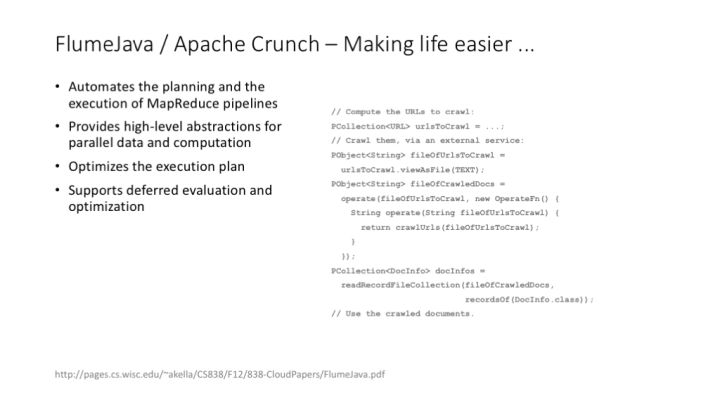 FlumeJava / Apache Crunch – Making life easier ...
• Automates the planning and the
execution of MapReduce pipelines
• Provides high-level abstractions for
parallel data and computation
• Optimizes the execution plan
• Supports deferred evaluation and
optimization
// Compute the URLs to crawl:
PCollection<URL> urlsToCrawl = ...;
// Crawl them, via an external service:
PObject<String> fileOfUrlsToCrawl =
  urlsToCrawl.viewAsFile(TEXT);
PObject<String> fileOfCrawledDocs =
  operate(fileOfUrlsToCrawl, new OperateFn() {
    String operate(String fileOfUrlsToCrawl) {
      return crawlUrls(fileOfUrlsToCrawl);
    }
  });
PCollection<DocInfo> docInfos =
  readRecordFileCollection(fileOfCrawledDocs,
                           recordsOf(DocInfo.class));
// Use the crawled documents.
http://pages.cs.wisc.edu/~akella/CS838/F12/838-CloudPapers/FlumeJava.pdf